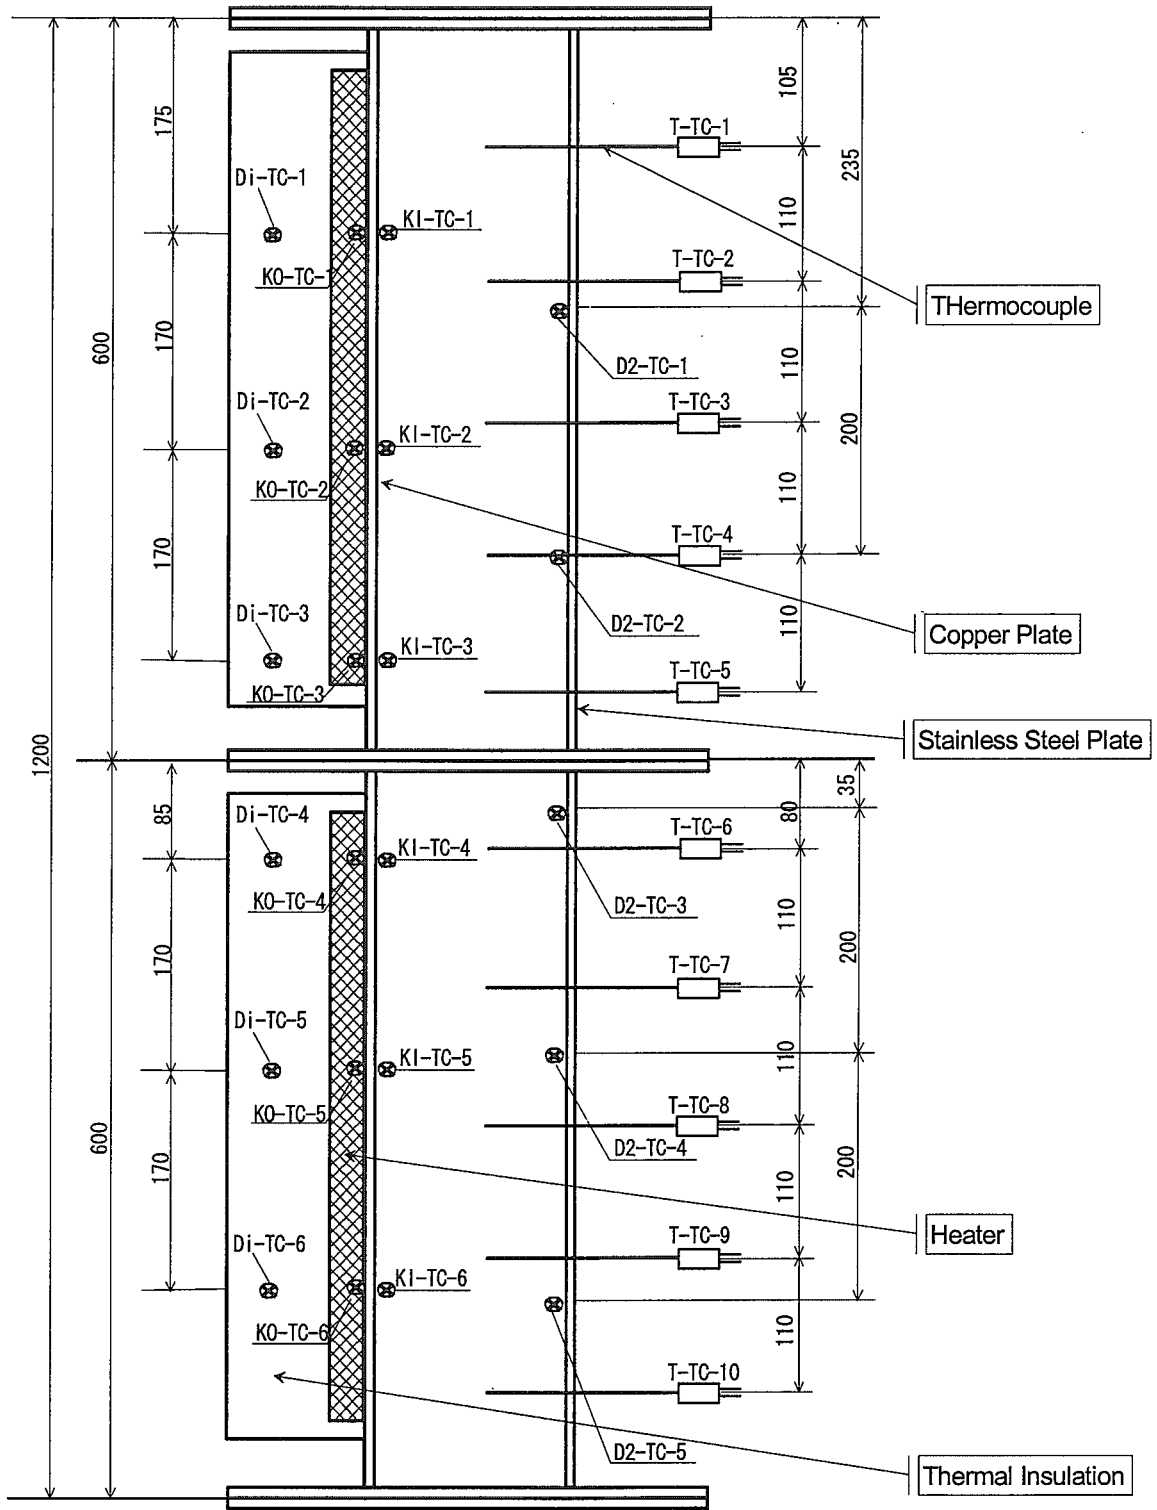 105
175
T-TC-1
235
Di-TC-1
110
KI-TC-1
KO-TC-1
T-TC-2
THermocouple
600
170
110
D2-TC-1
Di-TC-2
T-TC-3
KI-TC-2
200
KO-TC-2
110
170
T-TC-4
D2-TC-2
Copper Plate
110
Di-TC-3
KI-TC-3
T-TC-5
KO-TC-3
Stainless Steel Plate
1200
35
80
85
Di-TC-4
T-TC-6
KI-TC-4
KO-TC-4
D2-TC-3
110
200
170
T-TC-7
Di-TC-5
KI-TC-5
110
T-TC-8
KO-TC-5
600
D2-TC-4
200
170
110
T-TC-9
Heater
Di-TC-6
KI-TC-6
KO-TC-6
110
T-TC-10
D2-TC-5
Thermal Insulation